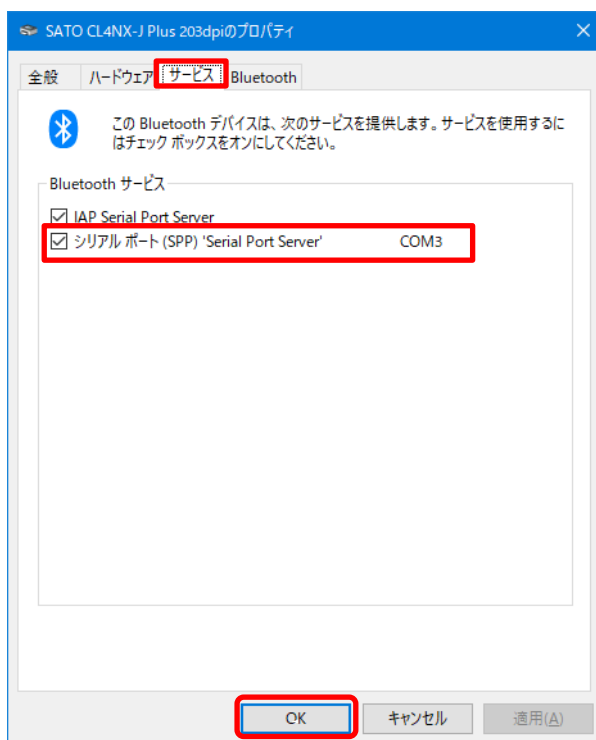 SATO CL4NX-J Plus 203dpiのプロパティ
全般 ハードウェア サービス Bluetooth
この Bluetooth デバイスは、次のサービスを提供します。サービスを使用するに
はチェック ボックスをオンにしてください。
Bluetooth サービス
IAP Serial Port Server
シリアル ポート (SPP) 'Serial Port Server' COM3
OK キャンセル 適用(A)